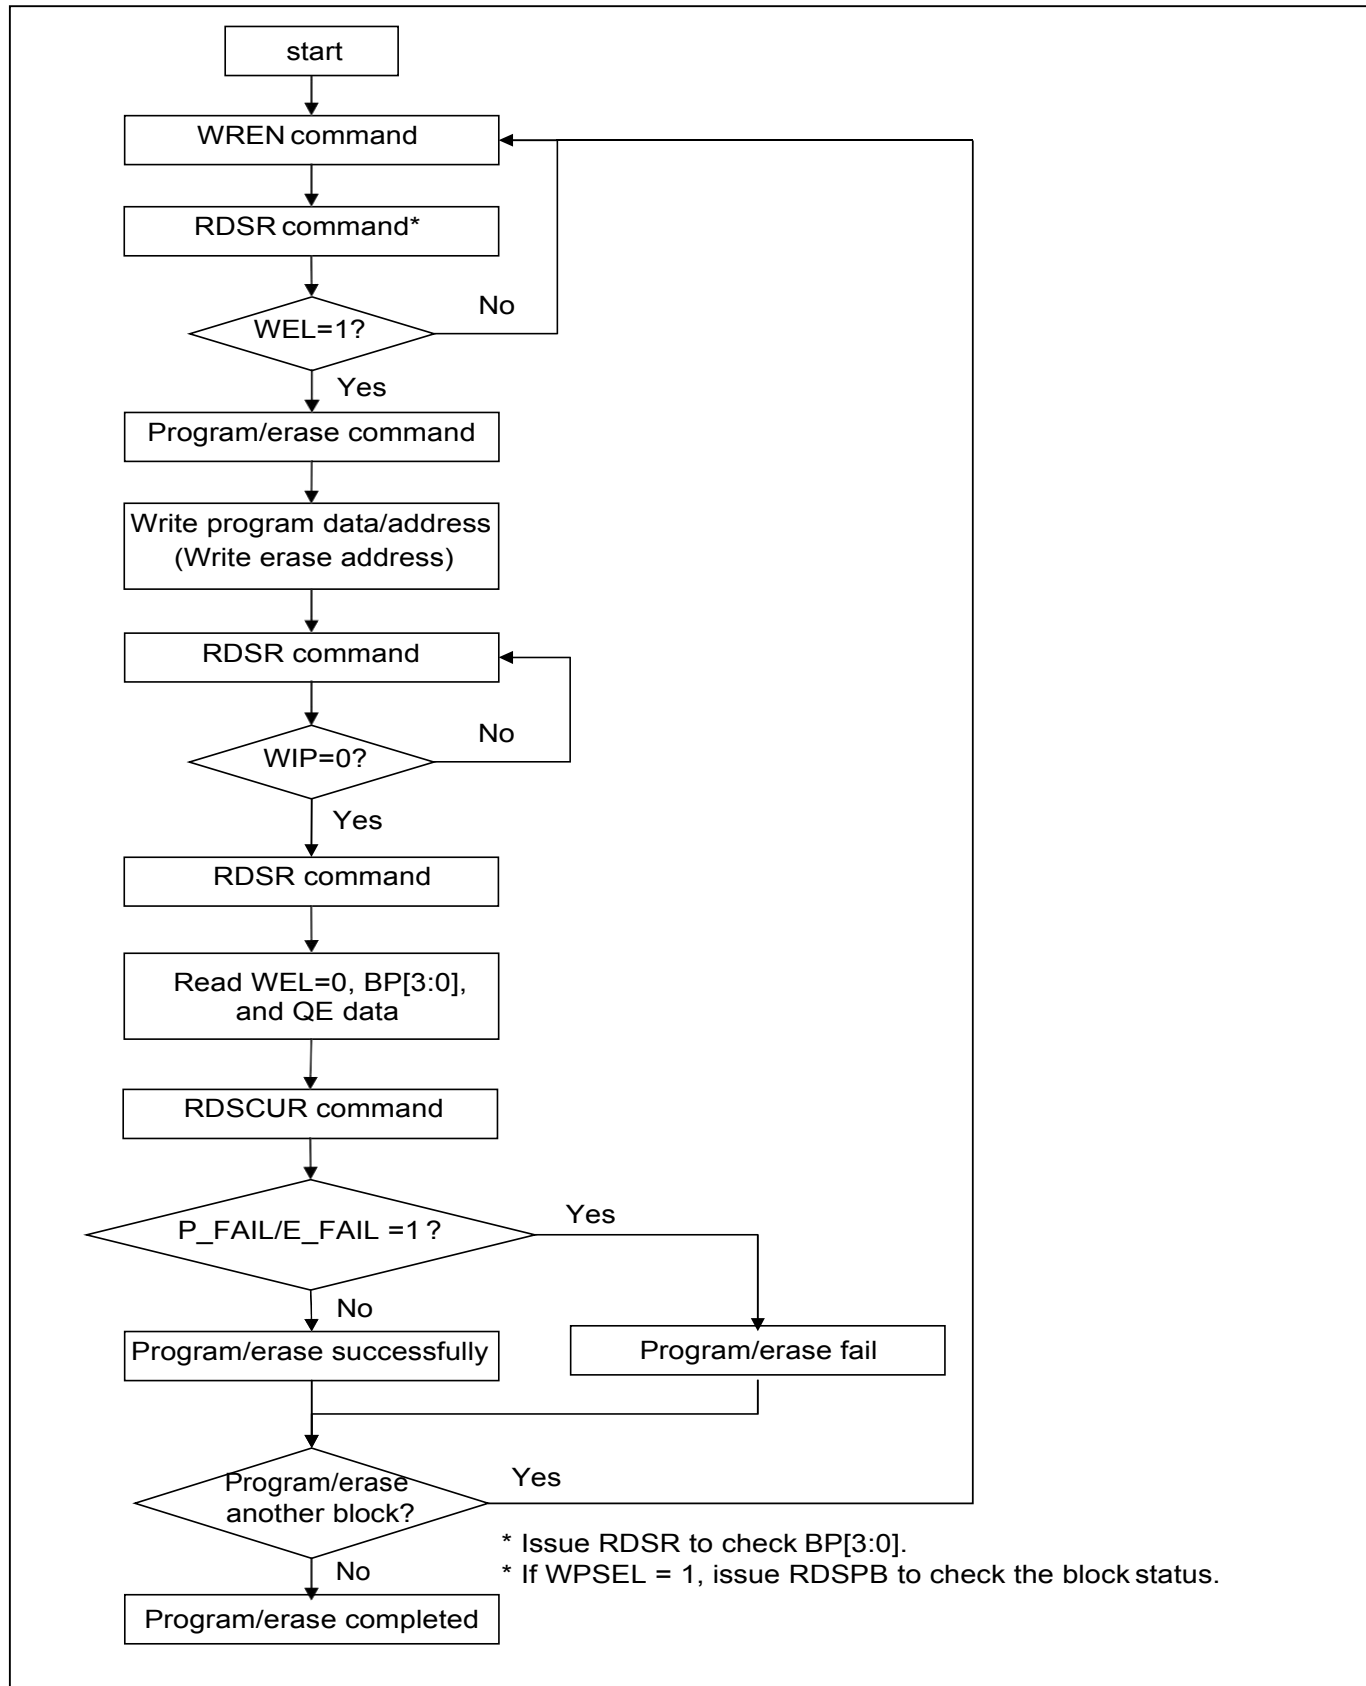 start
WREN command
RDSR command*
No
WEL=1?
Yes
Program/erase command
Write program data/address
(Write erase address)
RDSR command
No
WIP=0?
Yes
RDSR command
Read WEL=0, BP[3:0],
and QE data
RDSCUR command
Yes
P_FAIL/E_FAIL =1 ?
No
Program/erase successfully
Program/erase fail
Yes
Program/erase
another block?
* Issue RDSR to check BP[3:0].
* If WPSEL = 1, issue RDSPB to check the block status.
No
Program/erase completed